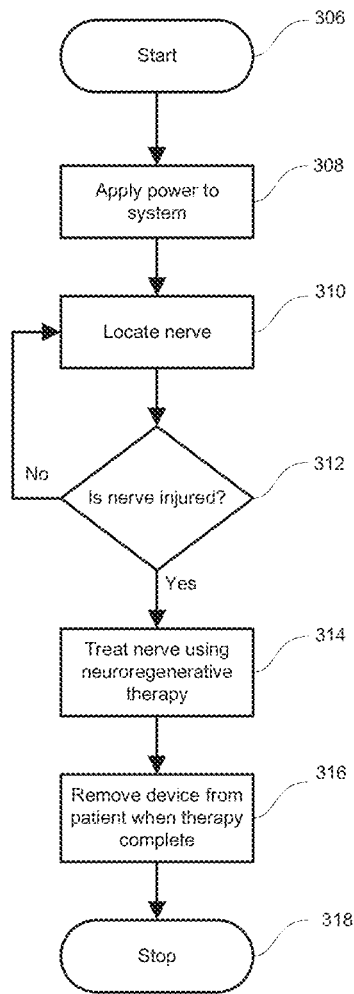 306
Start
308
Apply power to
system
310
Locate nerve
312
Is nerve injured?
No
Yes
314
Treat nerve using
neuroregenerative
therapy
316
Remove device from
patient when therapy
complete
318
Stop